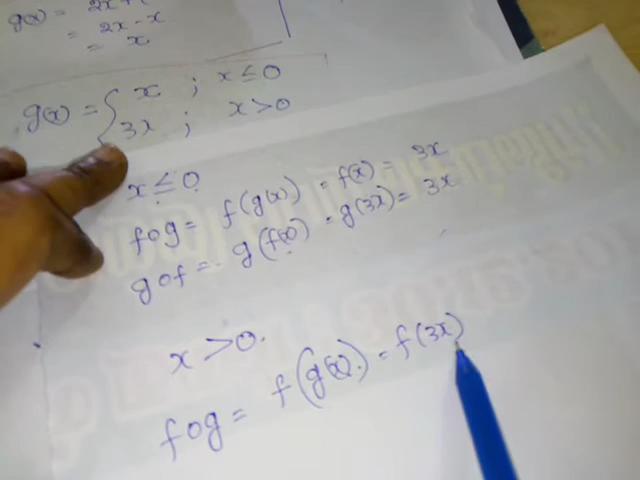 g(x) = 2x+
= 2x - x
= x
g(x) = { x ; x ≤ 0
3x ; x > 0
x ≤ 0
fog = f(g(x)) = f(x) = 3x
gof = g(f(x)) = g(3x) = 3x
x > 0.
fog = f(g(x)) = f(3x)